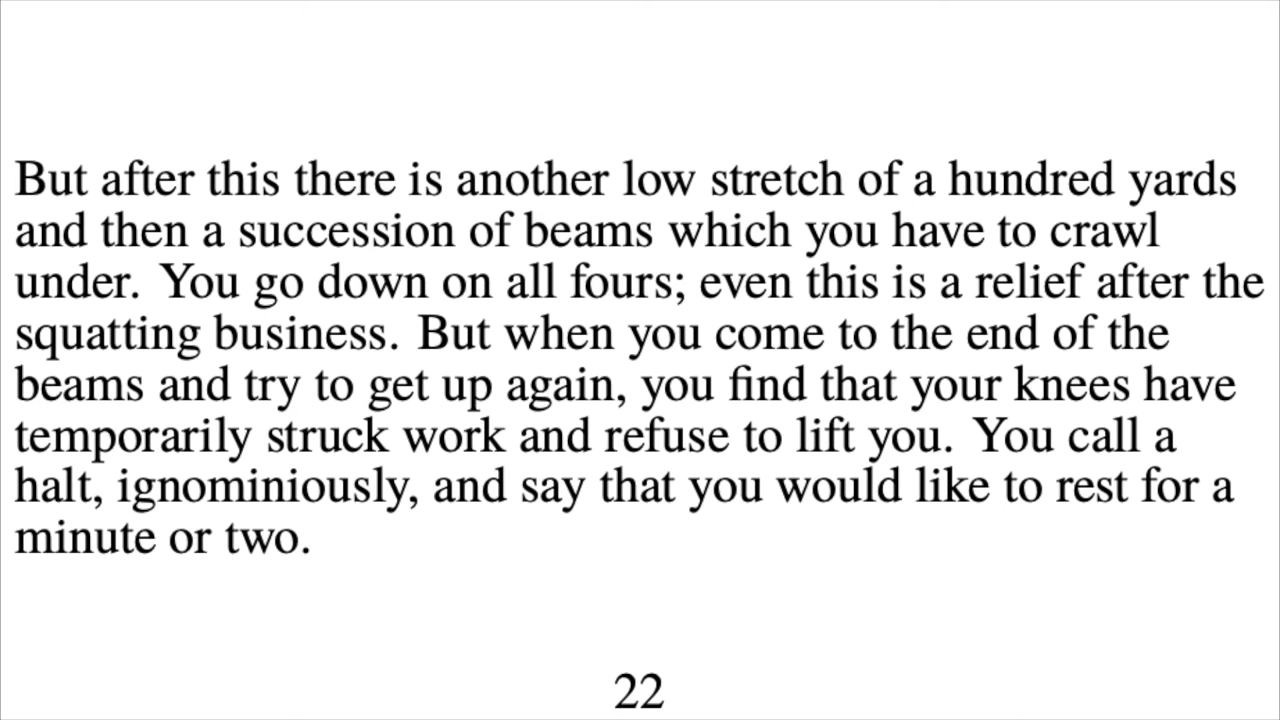 But after this there is another low stretch of a hundred yards
and then a succession of beams which you have to crawl
under. You go down on all fours; even this is a relief after the
squatting business. But when you come to the end of the
beams and try to get up again, you find that your knees have
temporarily struck work and refuse to lift you. You call a
halt, ignominiously, and say that you would like to rest for a
minute or two.
22